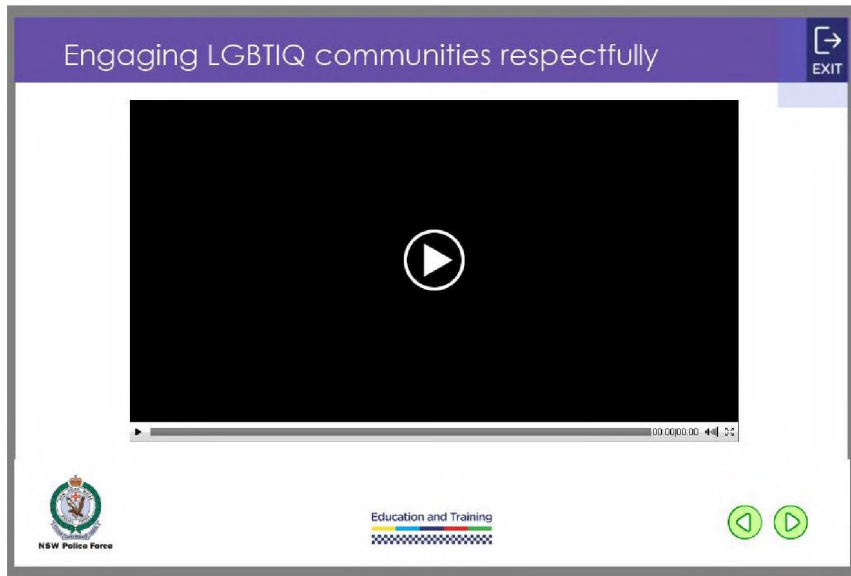 Engaging LGBTIQ communities respectfully
EXIT
00:00|00:00
NSW Police Force
Education and Training